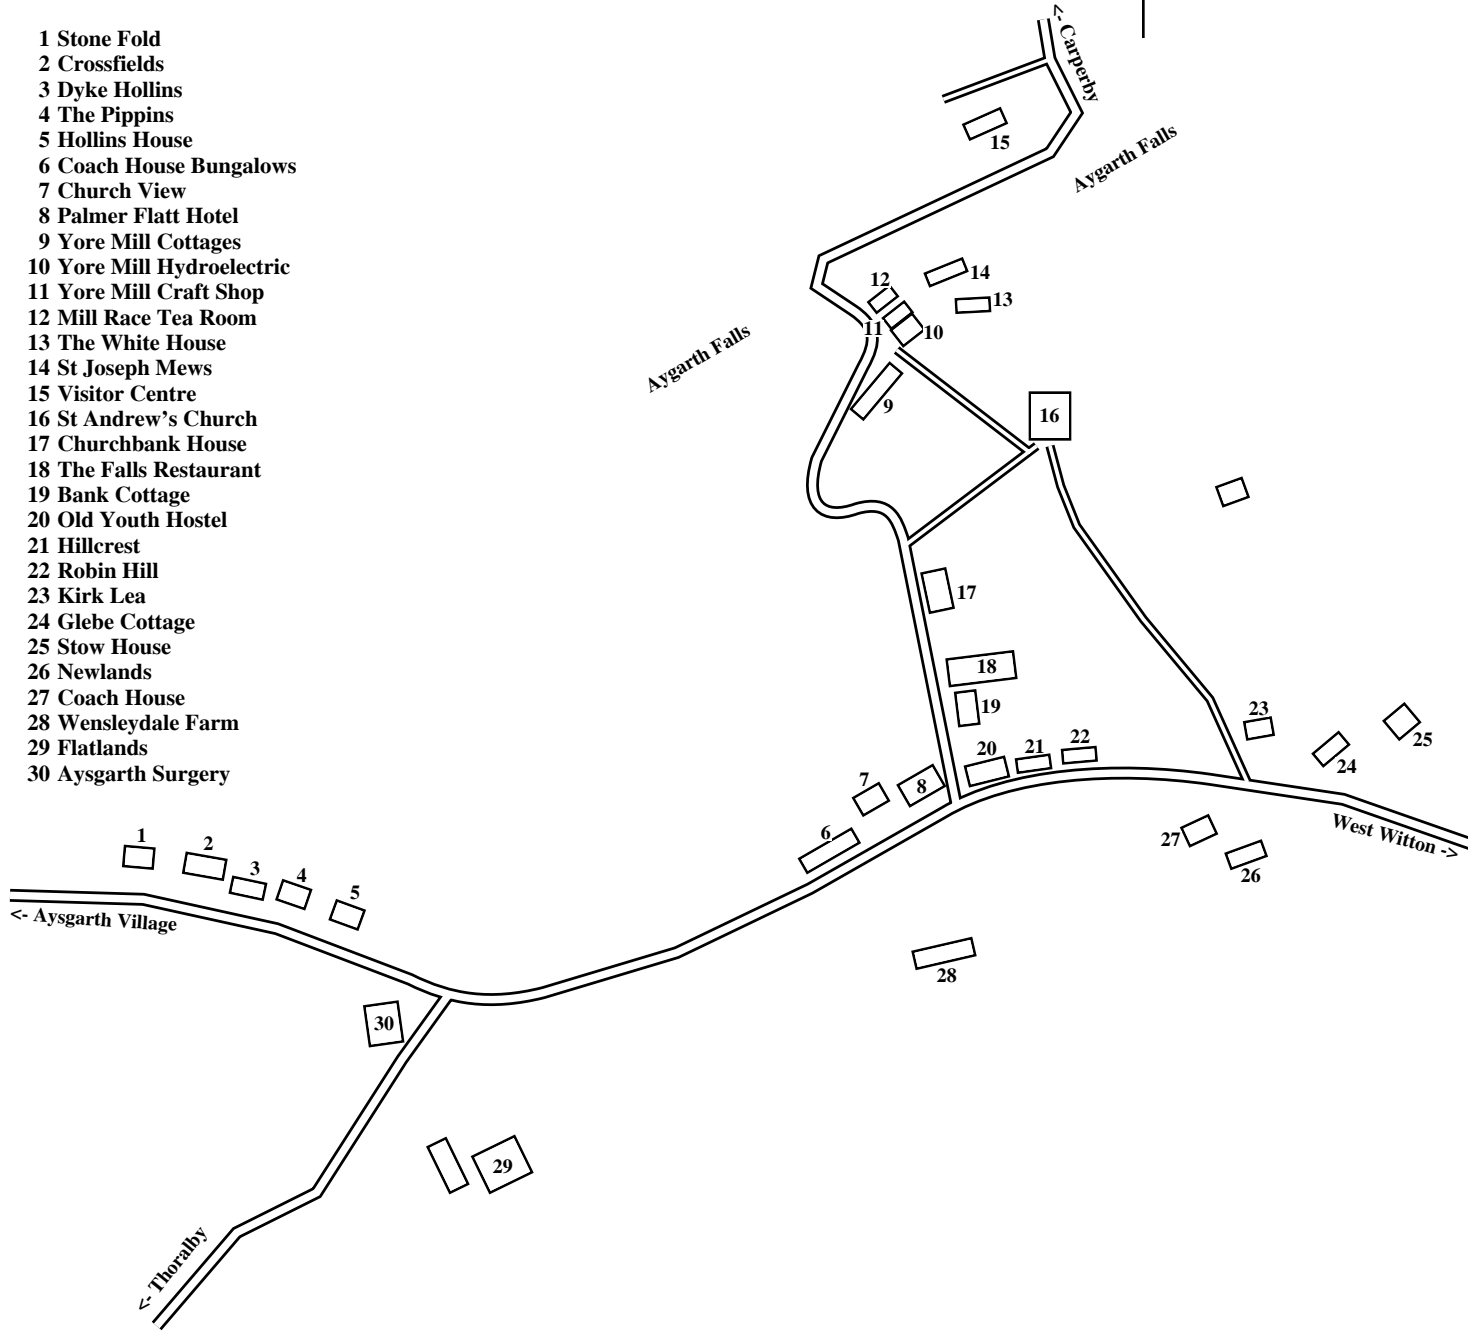 1 Stone Fold
2 Crossfields
3 Dyke Hollins
4 The Pippins
5 Hollins House
6 Coach House Bungalows
7 Church View
8 Palmer Flatt Hotel
9 Yore Mill Cottages
10 Yore Mill Hydroelectric
11 Yore Mill Craft Shop
12 Mill Race Tea Room
13 The White House
14 St Joseph Mews
15 Visitor Centre
16 St Andrew's Church
17 Churchbank House
18 The Falls Restaurant
19 Bank Cottage
20 Old Youth Hostel
21 Hillcrest
22 Robin Hill
23 Kirk Lea
24 Glebe Cottage
25 Stow House
26 Newlands
27 Coach House
28 Wensleydale Farm
29 Flatlands
30 Aysgarth Surgery
<- Carperby
15
Aygarth Falls
14
12
13
11
10
Aygarth Falls
9
16
17
18
19
23
25
22
21
20
24
7
8
6
27
West Witton ->
26
1
2
3
4
5
<- Aysgarth Village
28
30
29
<- Thoralby